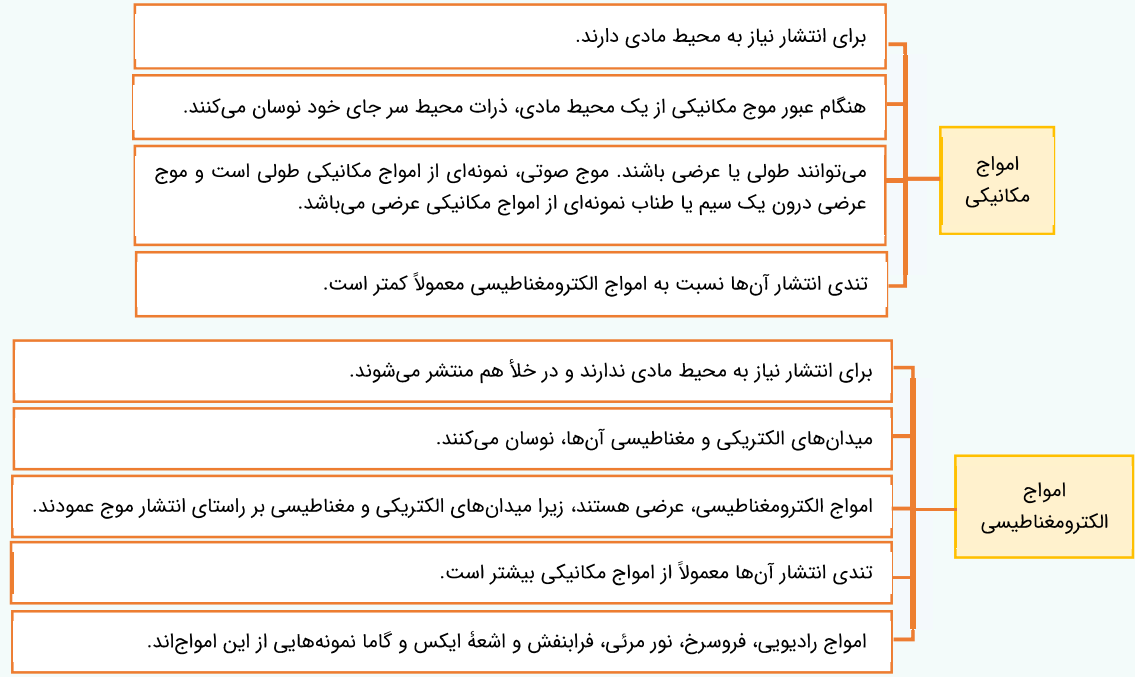 امواج
مکانیکی
برای انتشار نیاز به محیط مادی دارند.
هنگام عبور موج مکانیکی از یک محیط مادی، ذرات محیط سر جای خود نوسان می‌کنند.
می‌توانند طولی یا عرضی باشند. موج صوتی، نمونه‌ای از امواج مکانیکی طولی است و موج
عرضی درون یک سیم یا طناب نمونه‌ای از امواج مکانیکی عرضی می‌باشد.
تندی انتشار آن‌ها نسبت به امواج الکترومغناطیسی معمولاً کمتر است.
امواج
الکترومغناطیسی
برای انتشار نیاز به محیط مادی ندارند و در خلأ هم منتشر می‌شوند.
میدان‌های الکتریکی و مغناطیسی آن‌ها، نوسان می‌کنند.
امواج الکترومغناطیسی، عرضی هستند، زیرا میدان‌های الکتریکی و مغناطیسی بر راستای انتشار موج عمودند.
تندی انتشار آن‌ها معمولاً از امواج مکانیکی بیشتر است.
امواج رادیویی، فروسرخ، نور مرئی، فرابنفش و اشعهٔ ایکس و گاما نمونه‌هایی از این امواج‌اند.